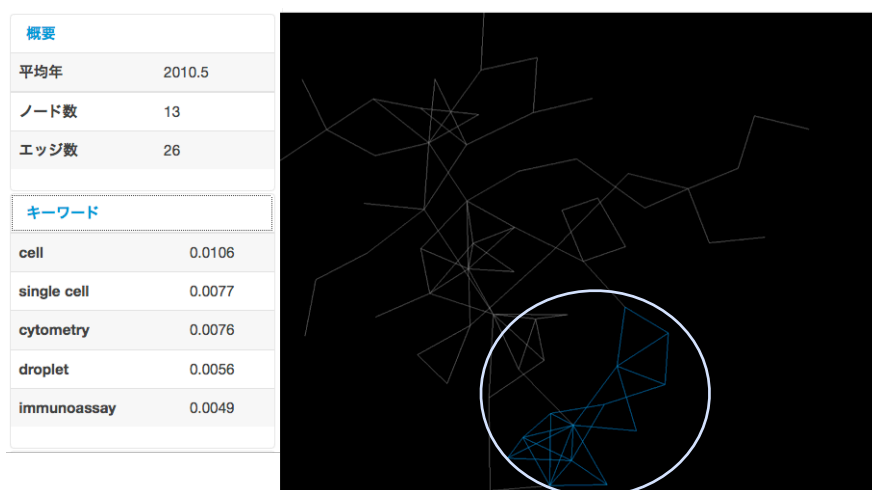 概要
平均年 2010.5
ノード数 13
エッジ数 26
キーワード
cell 0.0106
single cell 0.0077
cytometry 0.0076
droplet 0.0056
immunoassay 0.0049